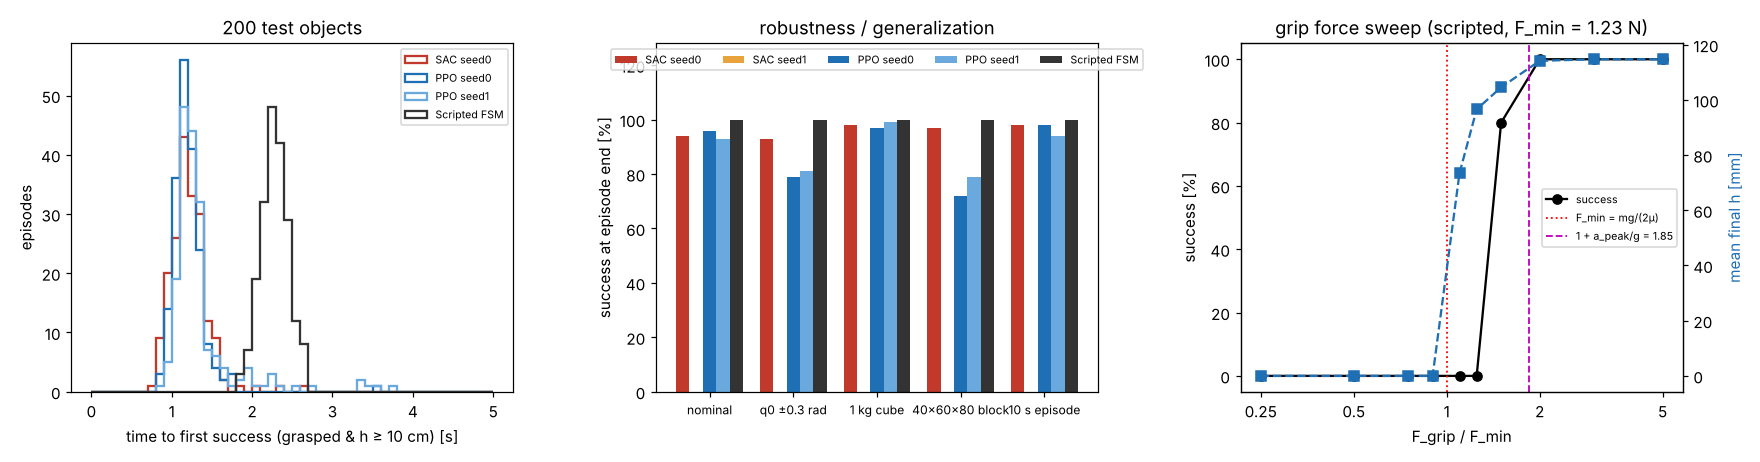 200 test objects
SAC seed0
PPO seed0
PPO seed1
Scripted FSM
episodes
50
40
30
20
10
0
0 1 2 3 4 5
time to first success (grasped & h ≥ 10 cm) [s]
robustness / generalization
SAC seed0 SAC seed1 PPO seed0 PPO seed1 Scripted FSM
success at episode end [%]
120
100
80
60
40
20
0
nominal q0 ±0.3 rad 1 kg cube 40×60×80 block 10 s episode
grip force sweep (scripted, F_min = 1.23 N)
success [%]
100
80
60
40
20
0
success
F_min = mg/(2μ)
1 + a_peak/g = 1.85
120
100
80
60
40
20
0
mean final h [mm]
0.25 0.5 1 2 5
F_grip / F_min